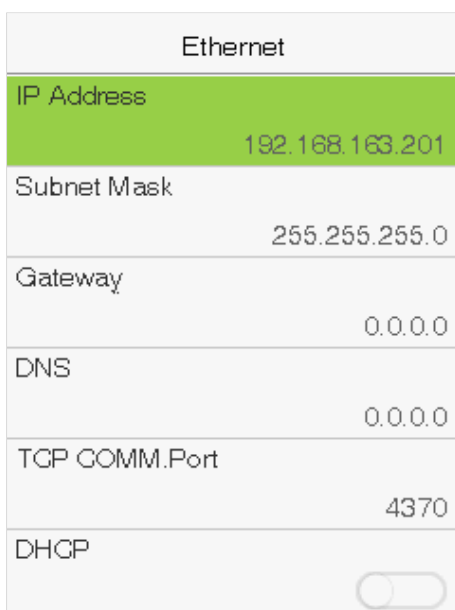 Ethernet
IP Address
192.168.163.201
Subnet Mask
255.255.255.0
Gateway
0.0.0.0
DNS
0.0.0.0
TCP COMM.Port
4370
DHCP